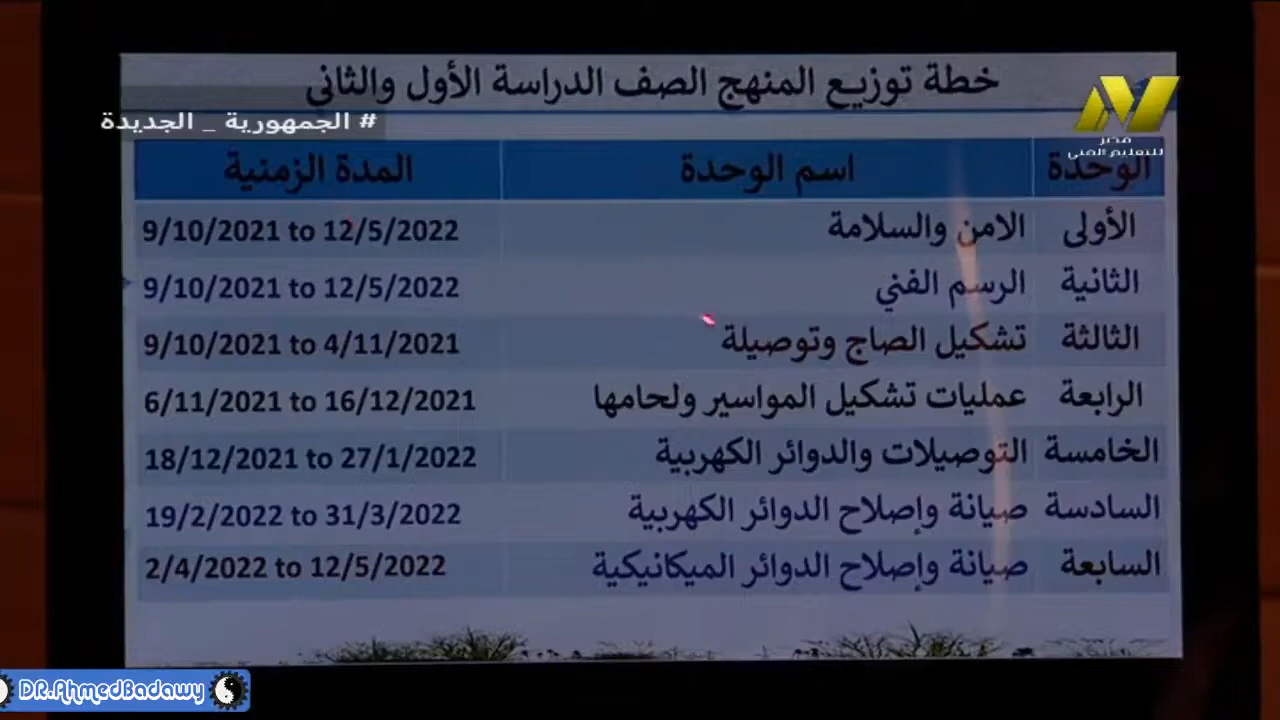 خطة توزيع المنهج الصف الدراسة الأول والثانى
# الجمهورية _ الجديدة
مصر
للتعليم الفنى
الوحدة اسم الوحدة المدة الزمنية
الأولى الامن والسلامة 9/10/2021 to 12/5/2022
الثانية الرسم الفني 9/10/2021 to 12/5/2022
الثالثة تشكيل الصاج وتوصيلة 9/10/2021 to 4/11/2021
الرابعة عمليات تشكيل المواسير ولحامها 6/11/2021 to 16/12/2021
الخامسة التوصيلات والدوائر الكهربية 18/12/2021 to 27/1/2022
السادسة صيانة وإصلاح الدوائر الكهربية 19/2/2022 to 31/3/2022
السابعة صيانة وإصلاح الدوائر الميكانيكية 2/4/2022 to 12/5/2022
DR.AhmedBadawy